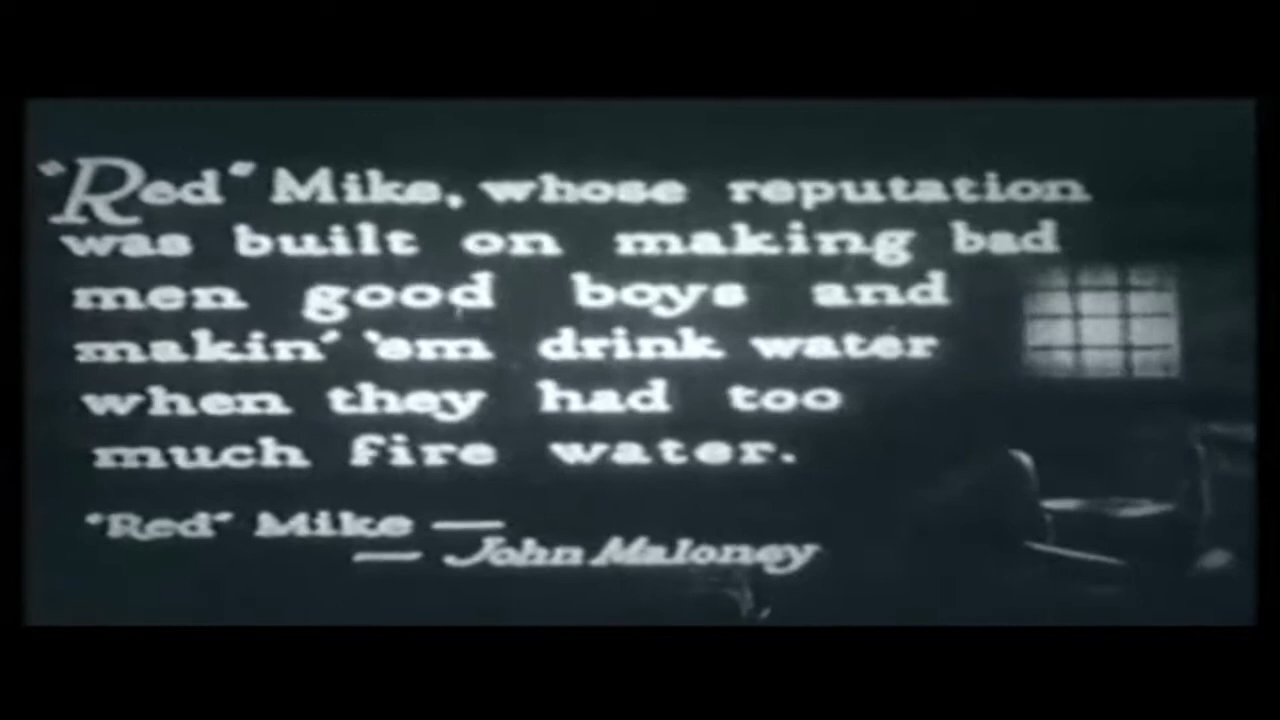 "Red" Mike, whose reputation
was built on making bad
men good boys and
makin' 'em drink water
when they had too
much fire water.
"Red" Mike —
— John Maloney